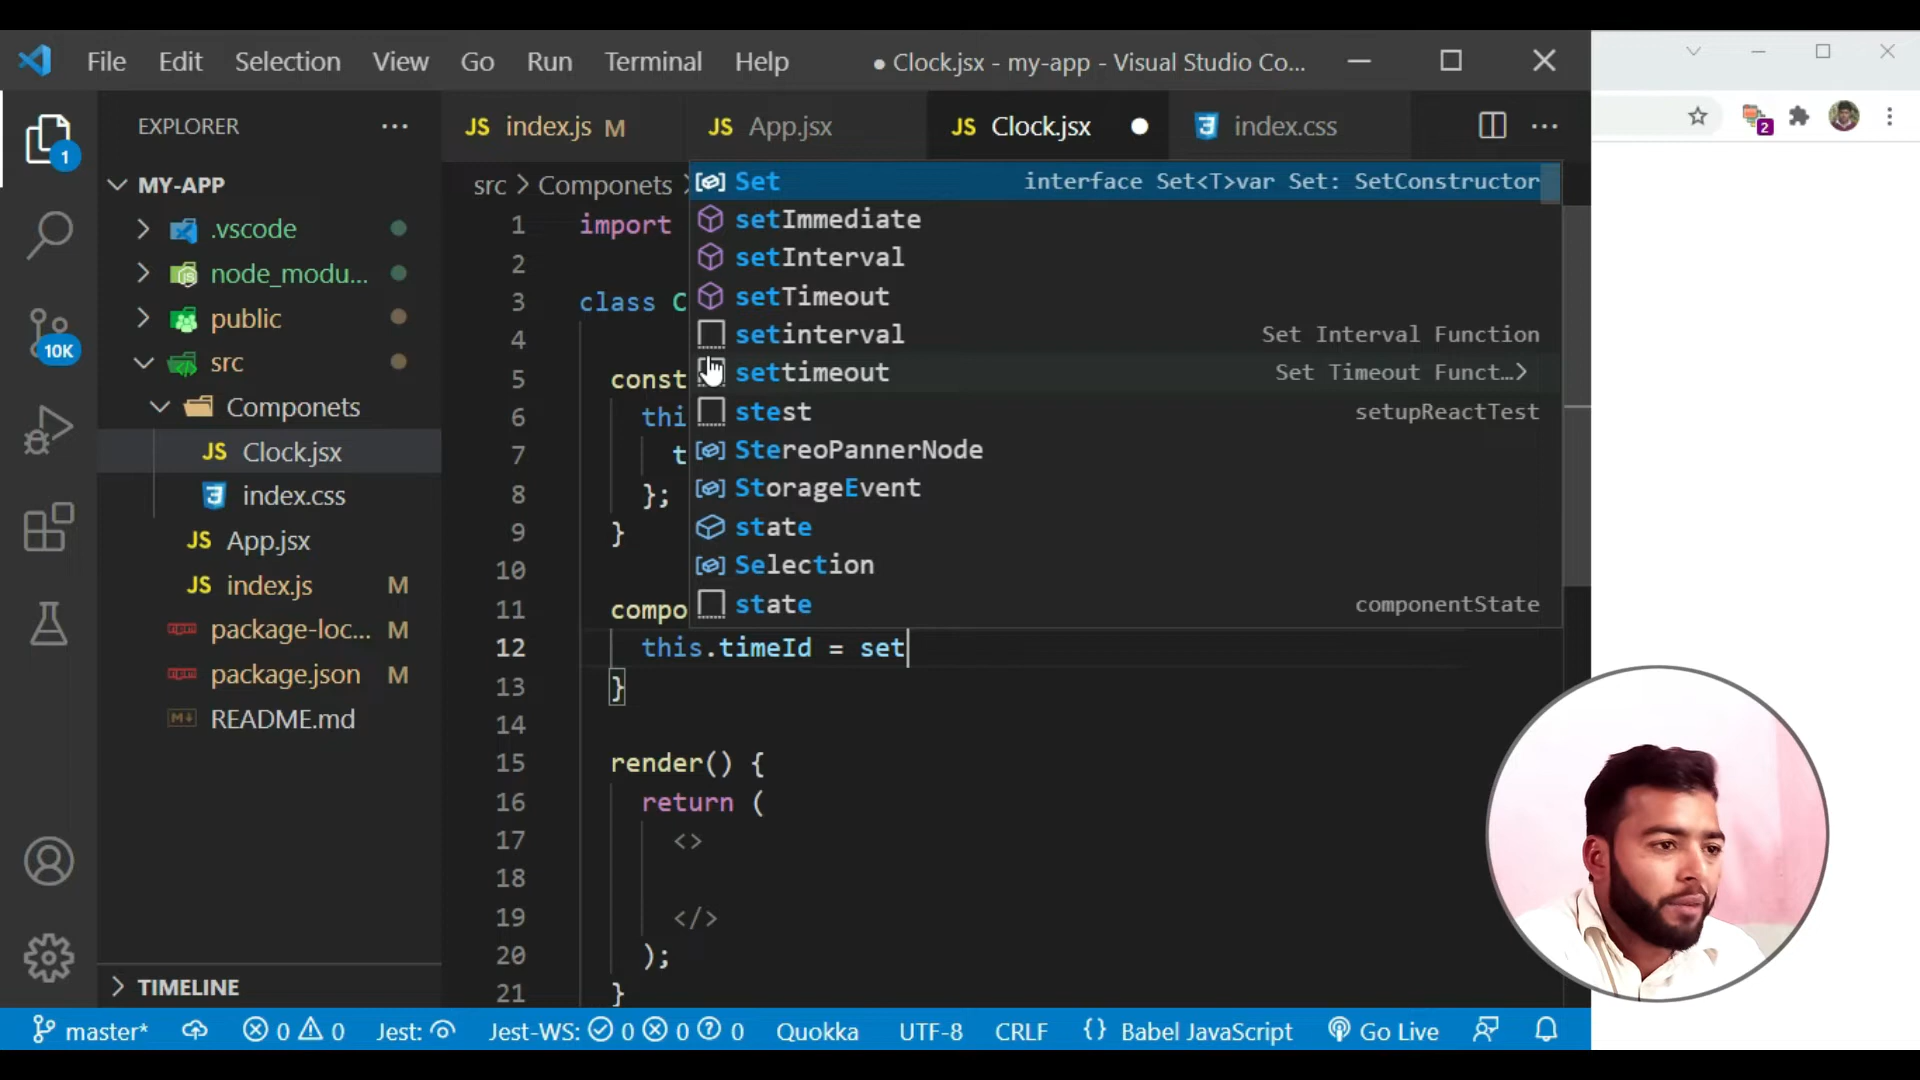 File Edit Selection View Go Run Terminal Help ● Clock.jsx - my-app - Visual Studio Co...
EXPLORER ...
JS index.js M JS App.jsx JS Clock.jsx ● 3 index.css ...
1
10K
MY-APP
.vscode
node_modu...
public
src
Componets
JS Clock.jsx
3 index.css
JS App.jsx
JS index.js M
package-loc... M
package.json M
README.md
TIMELINE
src > Componets >
Set interface Set<T>var Set: SetConstructor
setImmediate
setInterval
setTimeout
setinterval Set Interval Function
settimeout Set Timeout Funct...>
stest setupReactTest
StereoPannerNode
StorageEvent
state
Selection
state componentState
1 import
2
3 class C
4
5 const
6 thi
7 t
8 };
9 }
10
11 compo
12 this.timeId = set
13 }
14
15 render() {
16 return (
17 <>
18
19 </>
20 );
21 }
2
master* 0 0 Jest: Jest-WS: 0 0 0 Quokka UTF-8 CRLF {} Babel JavaScript Go Live